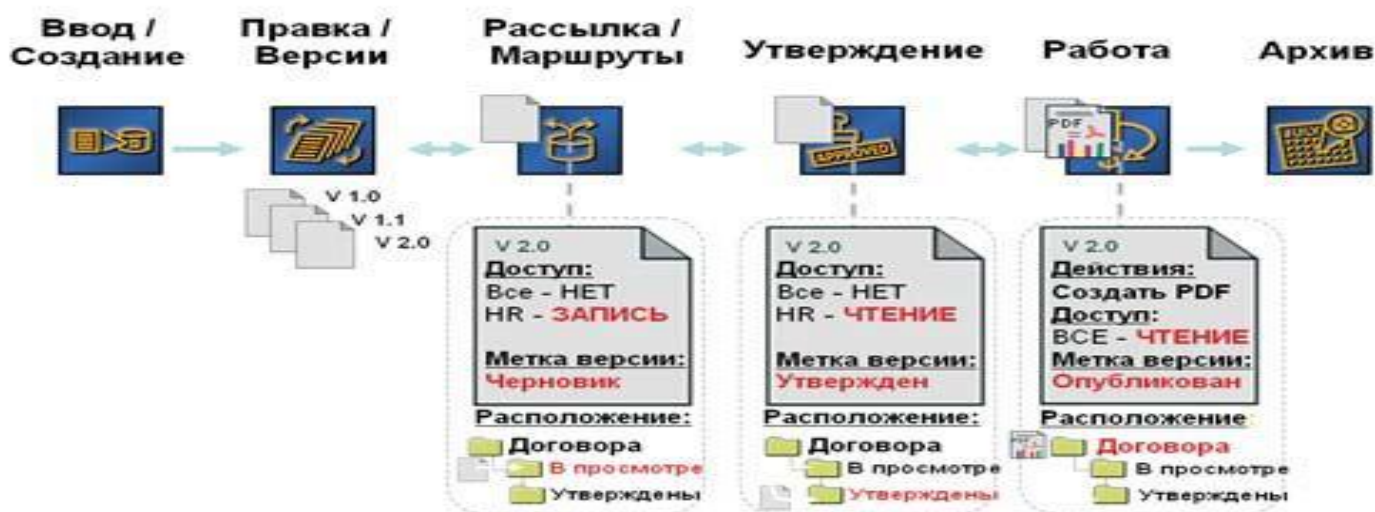 Ввод /
Создание
Правка /
Версии
Рассылка /
Маршруты
Утверждение
Работа
Архив
APPROVED
PDF
V 1.0
V 1.1
V 2.0
V 2.0
Доступ:
Все - НЕТ
HR - ЗАПИСЬ
Метка версии:
Черновик
Расположение:
Договора
В просмотре
Утверждены
V 2.0
Доступ:
Все - НЕТ
HR - ЧТЕНИЕ
Метка версии:
Утвержден
Расположение:
Договора
В просмотре
Утверждены
V 2.0
Действия:
Создать PDF
Доступ:
ВСЕ - ЧТЕНИЕ
Метка версии:
Опубликован
Расположение:
Договора
В просмотре
Утверждены